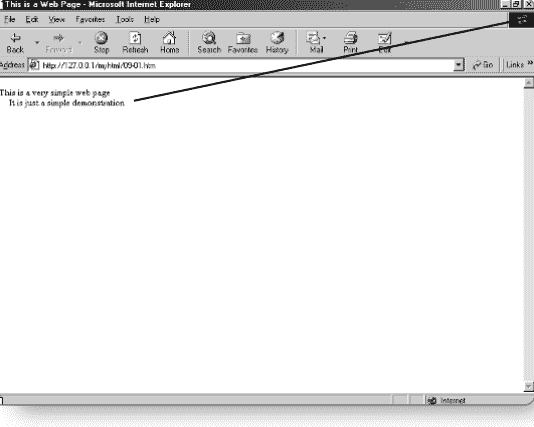 This is a Web Page - Microsoft Internet Explorer
File Edit View Favorites Tools Help
Back Forward Stop Refresh Home Search Favorites History Mail Print Edit
Address http://127.0.0.1/myhtml/09-01.htm Go Links »
This is a very simple web page
It is just a simple demonstration
Internet